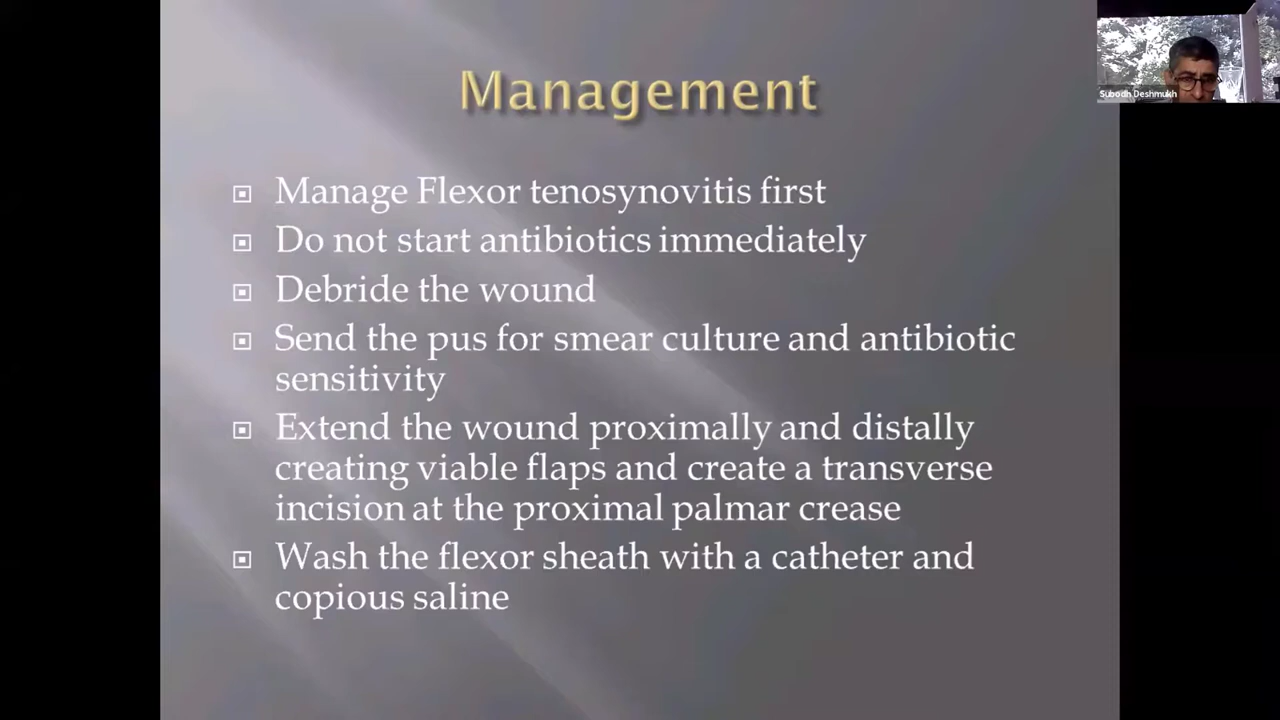 Management
Subodh Deshmukh
Manage Flexor tenosynovitis first
Do not start antibiotics immediately
Debride the wound
Send the pus for smear culture and antibiotic
sensitivity
Extend the wound proximally and distally
creating viable flaps and create a transverse
incision at the proximal palmar crease
Wash the flexor sheath with a catheter and
copious saline